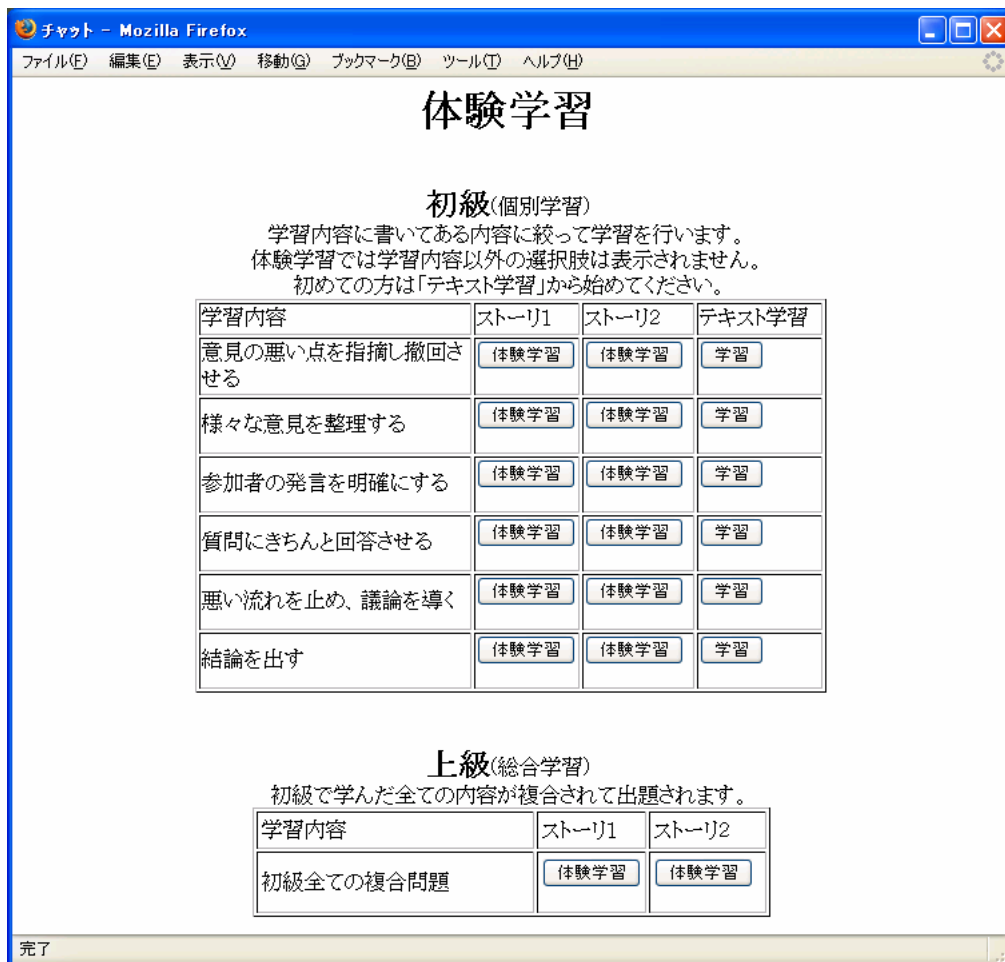 チャット - Mozilla Firefox
ファイル(F) 編集(E) 表示(V) 移動(G) ブックマーク(B) ツール(T) ヘルプ(H)
体験学習
初級(個別学習)
学習内容に書いてある内容に絞って学習を行います。
体験学習では学習内容以外の選択肢は表示されません。
初めての方は「テキスト学習」から始めてください。
学習内容 ストーリ1 ストーリ2 テキスト学習
意見の悪い点を指摘し撤回さ
せる
体験学習 体験学習 学習
様々な意見を整理する 体験学習 体験学習 学習
参加者の発言を明確にする 体験学習 体験学習 学習
質問にきちんと回答させる 体験学習 体験学習 学習
悪い流れを止め、議論を導く 体験学習 体験学習 学習
結論を出す 体験学習 体験学習 学習
上級(総合学習)
初級で学んだ全ての内容が複合されて出題されます。
学習内容 ストーリ1 ストーリ2
初級全ての複合問題 体験学習 体験学習
完了